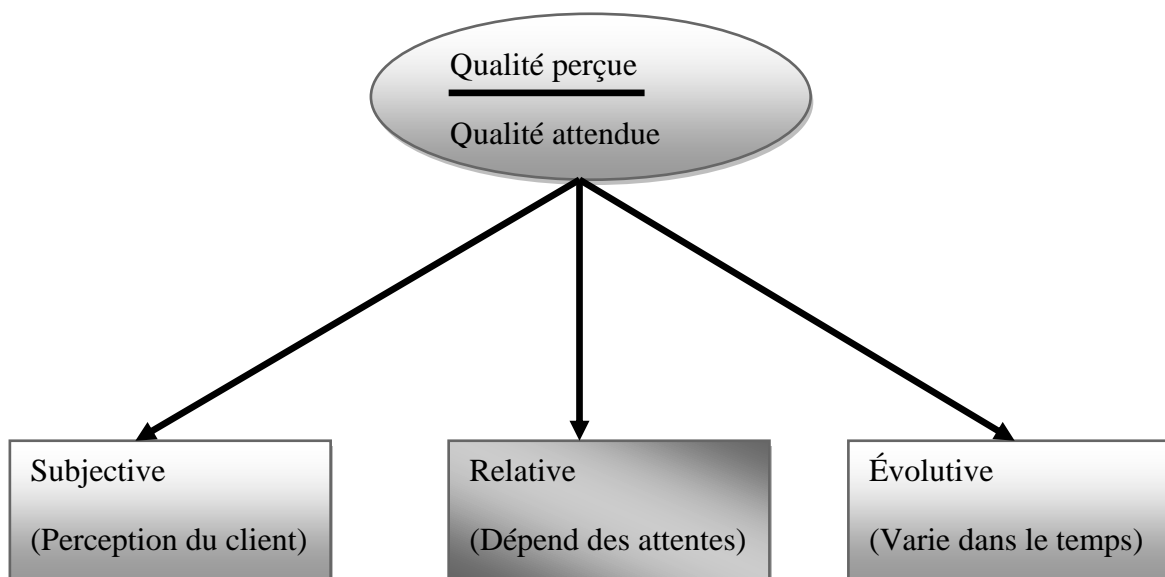 Qualité perçue
Qualité attendue
Subjective
(Perception du client)
Relative
(Dépend des attentes)
Évolutive
(Varie dans le temps)